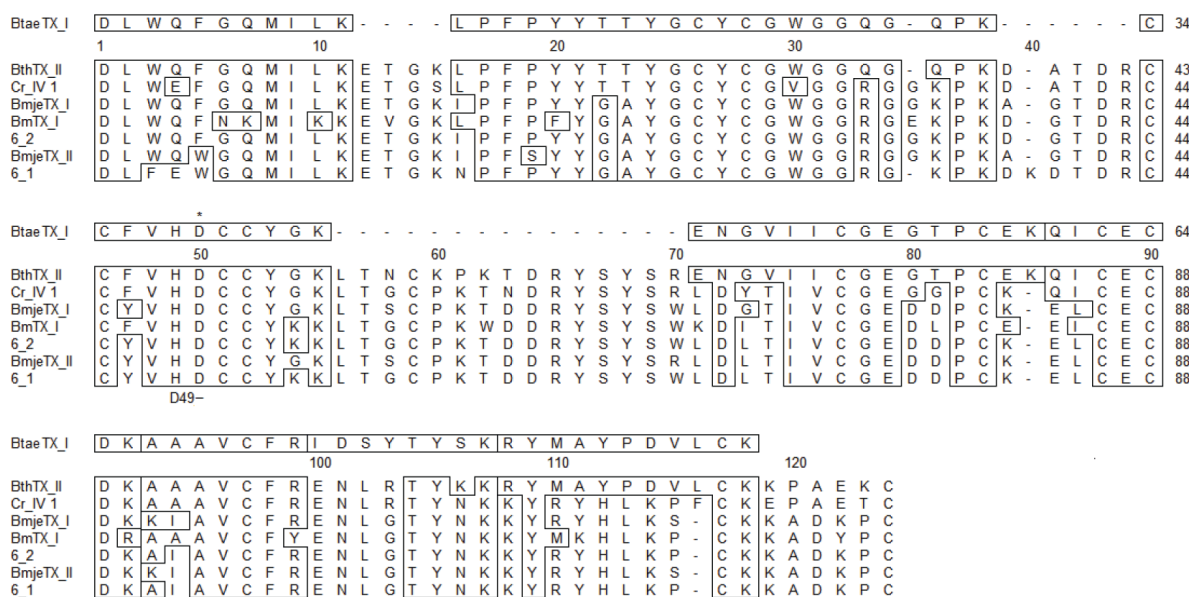 BtaeTX_I D L W Q F G Q M I L K - - - - L P F P Y Y T T Y G C Y C G W G G Q G - Q P K - - - - - - C 34
1 10 20 30 40
BthTX_II D L W Q F G Q M I L K E T G K L P F P Y Y T T Y G C Y C G W G G Q G - Q P K D - A T D R C 43
Cr_IV 1 D L W E F G Q M I L K E T G S L P F P Y Y T T Y G C Y C G V G G R G G K P K D - A T D R C 44
BmjeTX_I D L W Q F G Q M I L K E T G K I P F P Y Y G A Y G C Y C G W G G R G G K P K A - G T D R C 44
BmTX_I D L W Q F N K M I K K E V G K L P F P F Y G A Y G C Y C G W G G R G E K P K D - G T D R C 44
6_2 D L W Q F G Q M I L K E T G K I P F P Y Y G A Y G C Y C G W G G R G G K P K D - G T D R C 44
BmjeTX_II D L W Q W G Q M I L K E T G K I P F S Y Y G A Y G C Y C G W G G R G G K P K A - G T D R C 44
6_1 D L F E W G Q M I L K E T G K N P F P Y Y G A Y G C Y C G W G G R G - K P K D K D T D R C 44
*
BtaeTX_I C F V H D C C Y G K - - - - - - - - - - - - - - - E N G V I I C G E G T P C E K Q I C E C 64
50 60 70 80 90
BthTX_II C F V H D C C Y G K L T N C K P K T D R Y S Y S R E N G V I I C G E G T P C E K Q I C E C 88
Cr_IV 1 C F V H D C C Y G K L T G C P K T N D R Y S Y S R L D Y T I V C G E G G P C K - Q I C E C 88
BmjeTX_I C Y V H D C C Y G K L T S C P K T D D R Y S Y S W L D G T I V C G E D D P C K - E L C E C 88
BmTX_I C F V H D C C Y K K L T G C P K W D D R Y S Y S W K D I T I V C G E D L P C E - E I C E C 88
6_2 C Y V H D C C Y K K L T G C P K T D D R Y S Y S W L D L T I V C G E D D P C K - E L C E C 88
BmjeTX_II C Y V H D C C Y G K L T S C P K T D D R Y S Y S R L D L T I V C G E D D P C K - E L C E C 88
6_1 C Y V H D C C Y K K L T G C P K T D D R Y S Y S W L D L T I V C G E D D P C K - E L C E C 88
D49–
BtaeTX_I D K A A A V C F R I D S Y T Y S K R Y M A Y P D V L C K
100 110 120
BthTX_II D K A A A V C F R E N L R T Y K K R Y M A Y P D V L C K K P A E K C
Cr_IV 1 D K A A A V C F R E N L R T Y N K K Y R Y H L K P F C K E P A E T C
BmjeTX_I D K K I A V C F R E N L G T Y N K K Y R Y H L K S - C K K A D K P C
BmTX_I D R A A A V C F Y E N L G T Y N K K Y M K H L K P - C K K A D Y P C
6_2 D K A I A V C F R E N L G T Y N K K Y R Y H L K P - C K K A D K P C
BmjeTX_II D K K I A V C F R E N L G T Y N K K Y R Y H L K S - C K K A D K P C
6_1 D K A I A V C F R E N L G T Y N K K Y R Y H L K P - C K K A D K P C